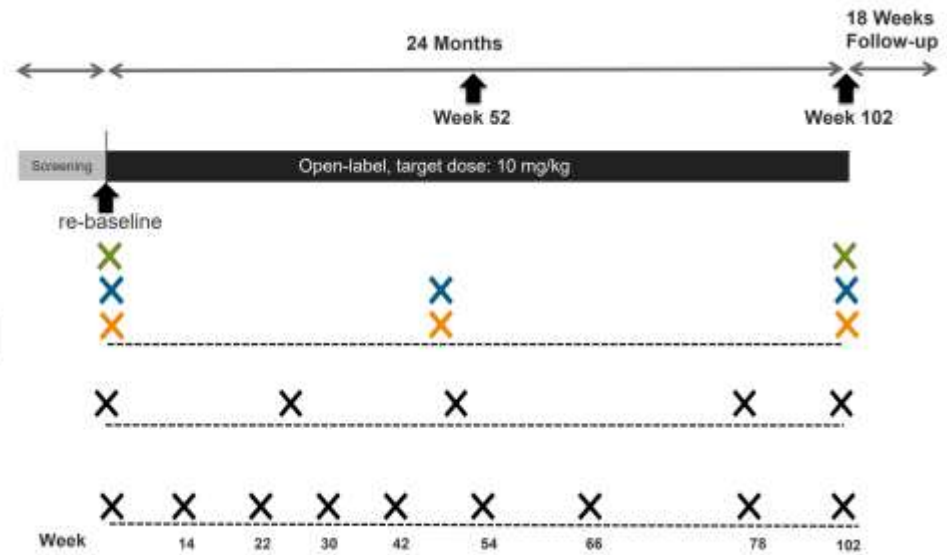 24 Months
18 Weeks
Follow-up
Week 52
Week 102
Screening
Open-label, target dose: 10 mg/kg
re-baseline
Week 14 22 30 42 54 66 78 102